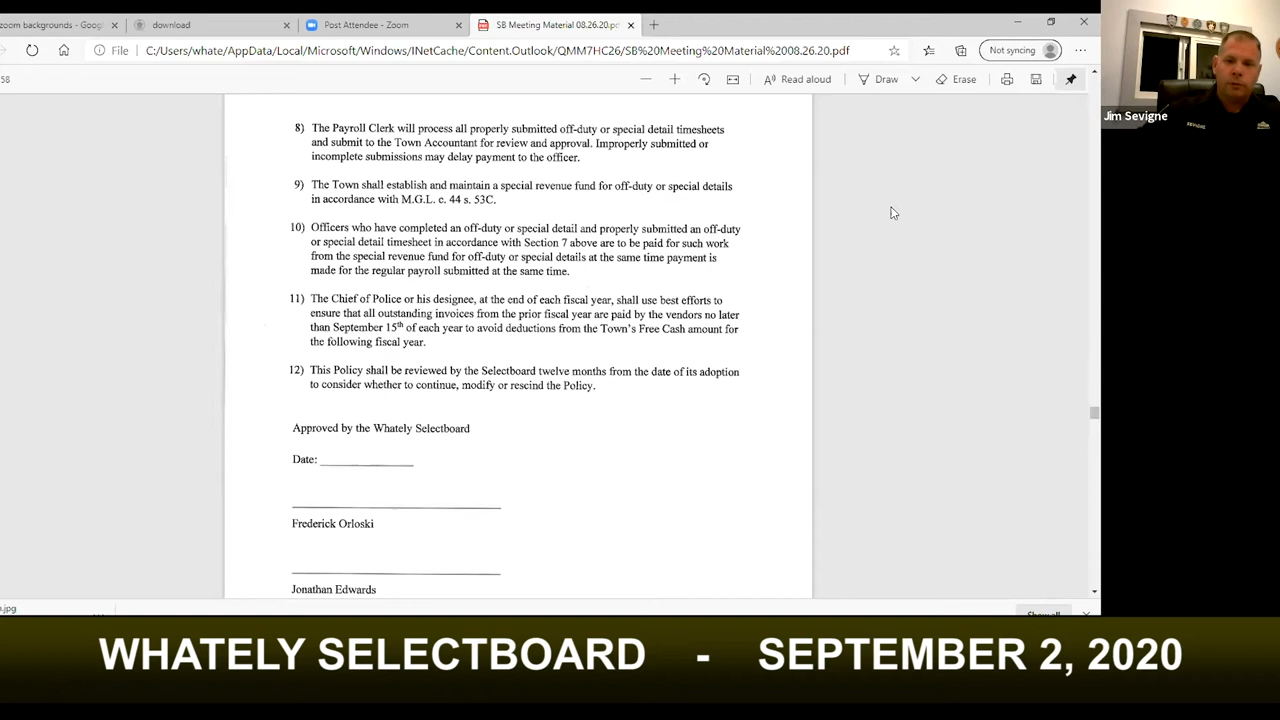 zoom backgrounds - Goog
download
Post Attendee - Zoom
SB Meeting Material 08.26.20.pd
File
C:/Users/whate/AppData/Local/Microsoft/Windows/INetCache/Content.Outlook/QMM7HC26/SB%20Meeting%20Material%2008.26.20.pdf
Not syncing
58
Read aloud
Draw
Erase
Jim Sevigne
8) The Payroll Clerk will process all properly submitted off-duty or special detail timesheets
and submit to the Town Accountant for review and approval. Improperly submitted or
incomplete submissions may delay payment to the officer.
9) The Town shall establish and maintain a special revenue fund for off-duty or special details
in accordance with M.G.L. c. 44 s. 53C.
10) Officers who have completed an off-duty or special detail and properly submitted an off-duty
or special detail timesheet in accordance with Section 7 above are to be paid for such work
from the special revenue fund for off-duty or special details at the same time payment is
made for the regular payroll submitted at the same time.
11) The Chief of Police or his designee, at the end of each fiscal year, shall use best efforts to
ensure that all outstanding invoices from the prior fiscal year are paid by the vendors no later
than September 15th of each year to avoid deductions from the Town's Free Cash amount for
the following fiscal year.
12) This Policy shall be reviewed by the Selectboard twelve months from the date of its adoption
to consider whether to continue, modify or rescind the Policy.
Approved by the Whately Selectboard
Date:
Frederick Orloski
Jonathan Edwards
.jpg
Show all
WHATELY SELECTBOARD - SEPTEMBER 2, 2020